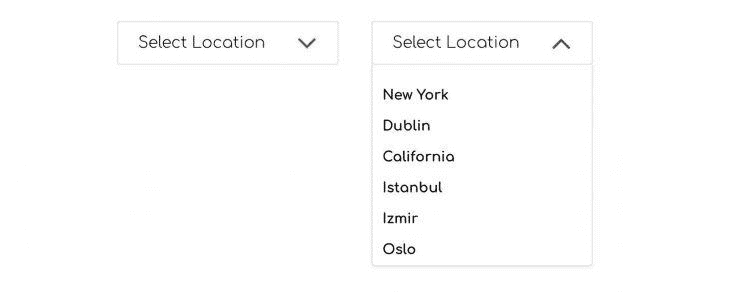 Select Location
Select Location
New York
Dublin
California
Istanbul
Izmir
Oslo